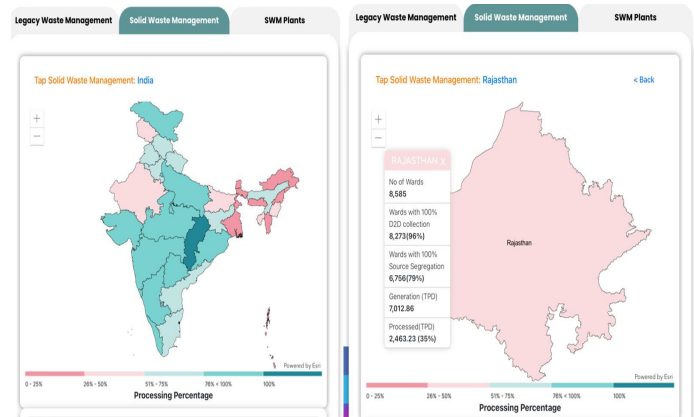 Legacy Waste Management Solid Waste Management SWM Plants
Tap Solid Waste Management: India
+
−
Powered by Esri
0 - 25% 26% - 50% 51% - 75% 76% < 100% 100%
Processing Percentage
Legacy Waste Management Solid Waste Management SWM Plants
Tap Solid Waste Management: Rajasthan < Back
+
−
RAJASTHAN X
No of Wards
8,585
Wards with 100%
D2D collection
8,273(96%)
Wards with 100%
Source Segregation
6,756(79%)
Generation (TPD)
7,012.86
Processed(TPD)
2,463.23 (35%)
Rajasthan
Powered by Esri
0 - 25% 26% - 50% 51% - 75% 76% < 100% 100%
Processing Percentage